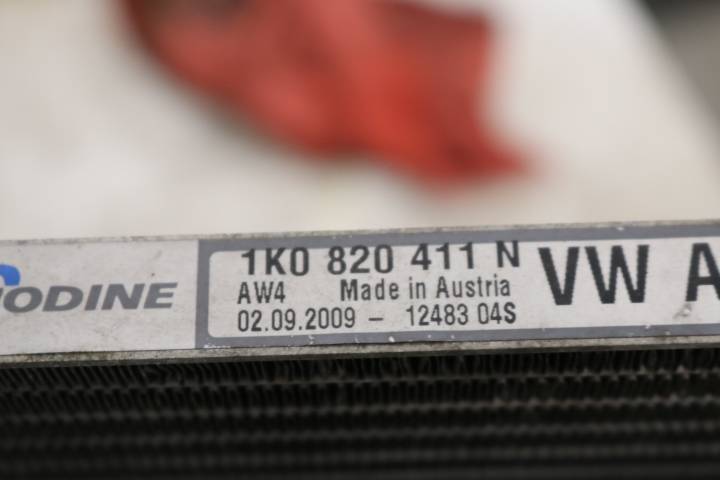 ODINE
1K0 820 411 N
AW4 Made in Austria
02.09.2009 - 12483 04S
VW A